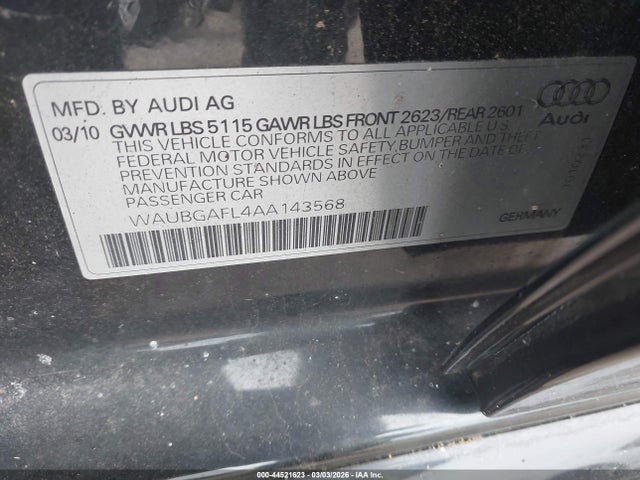 MFD. BY AUDI AG
03/10 GVWR LBS 5115 GAWR LBS FRONT 2623/REAR 2601
THIS VEHICLE CONFORMS TO ALL APPLICABLE U.S.
FEDERAL MOTOR VEHICLE SAFETY, BUMPER AND THEFT
PREVENTION STANDARDS IN EFFECT ON THE DATE OF
MANUFACTURE SHOWN ABOVE
PASSENGER CAR
WAUBGAFL4AA143568
Audi
GERMANY
000-44521623 - 03/03/2026 - IAAI Inc.